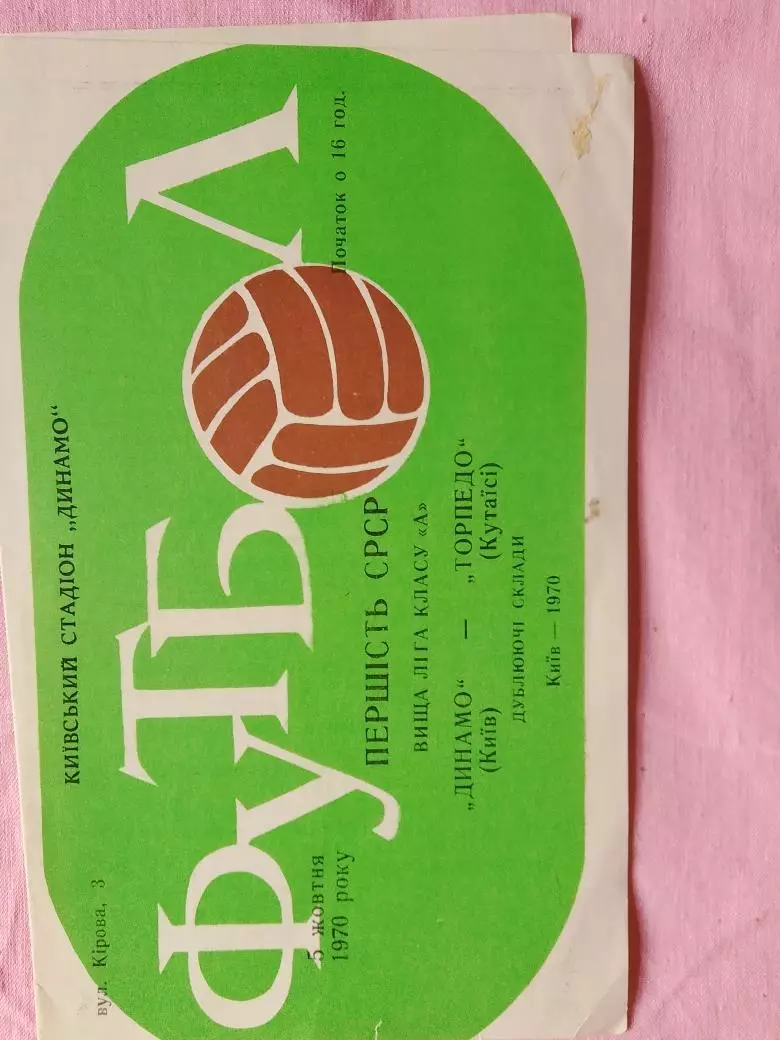 вул. Кірова, 3
КИЇВСЬКИЙ СТАДІОН „ДИНАМО“
ФУТБОЛ
5 жовтня
1970 року
Початок о 16 год.
ПЕРШІСТЬ СРСР
ВИЩА ЛІГА КЛАСУ «А»
„ДИНАМО“ — „ТОРПЕДО“
(Київ) (Кутаїсі)
ДУБЛЮЮЧІ СКЛАДИ
Київ — 1970